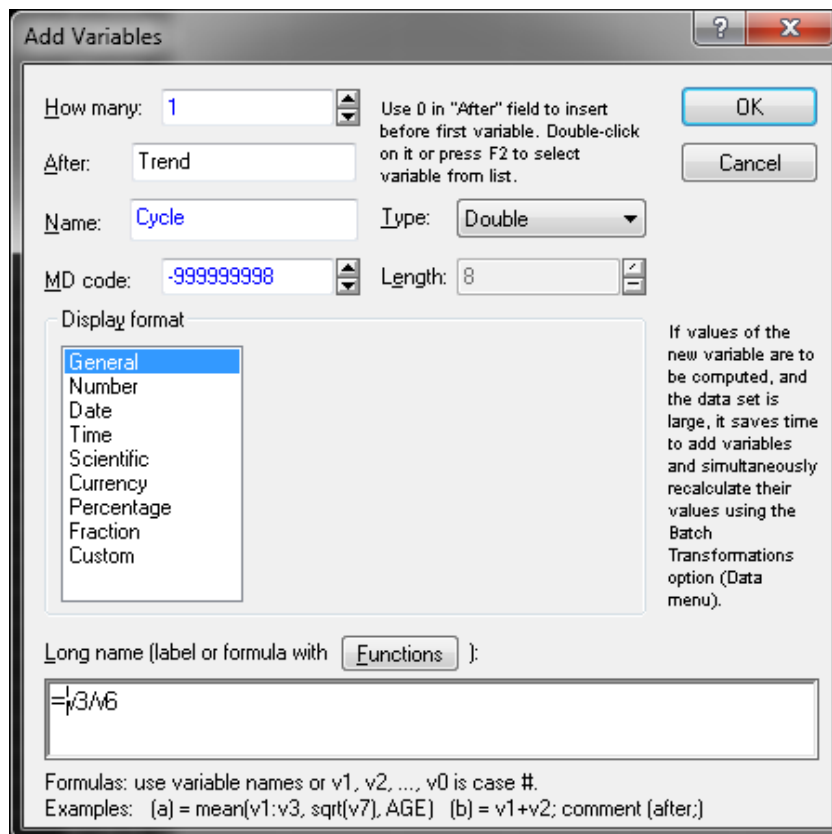 Add Variables
?
X
How many: 1
Use 0 in "After" field to insert
before first variable. Double-click
on it or press F2 to select
variable from list.
OK
After: Trend
Cancel
Name: Cycle
Type: Double
MD code: -999999998
Length: 8
Display format
General
Number
Date
Time
Scientific
Currency
Percentage
Fraction
Custom
If values of the
new variable are to
be computed, and
the data set is
large, it saves time
to add variables
and simultaneously
recalculate their
values using the
Batch
Transformations
option (Data
menu).
Long name (label or formula with Functions ):
=v3/v6
Formulas: use variable names or v1, v2, ..., v0 is case #.
Examples: (a) = mean(v1:v3, sqrt(v7), AGE) (b) = v1+v2; comment (after;)